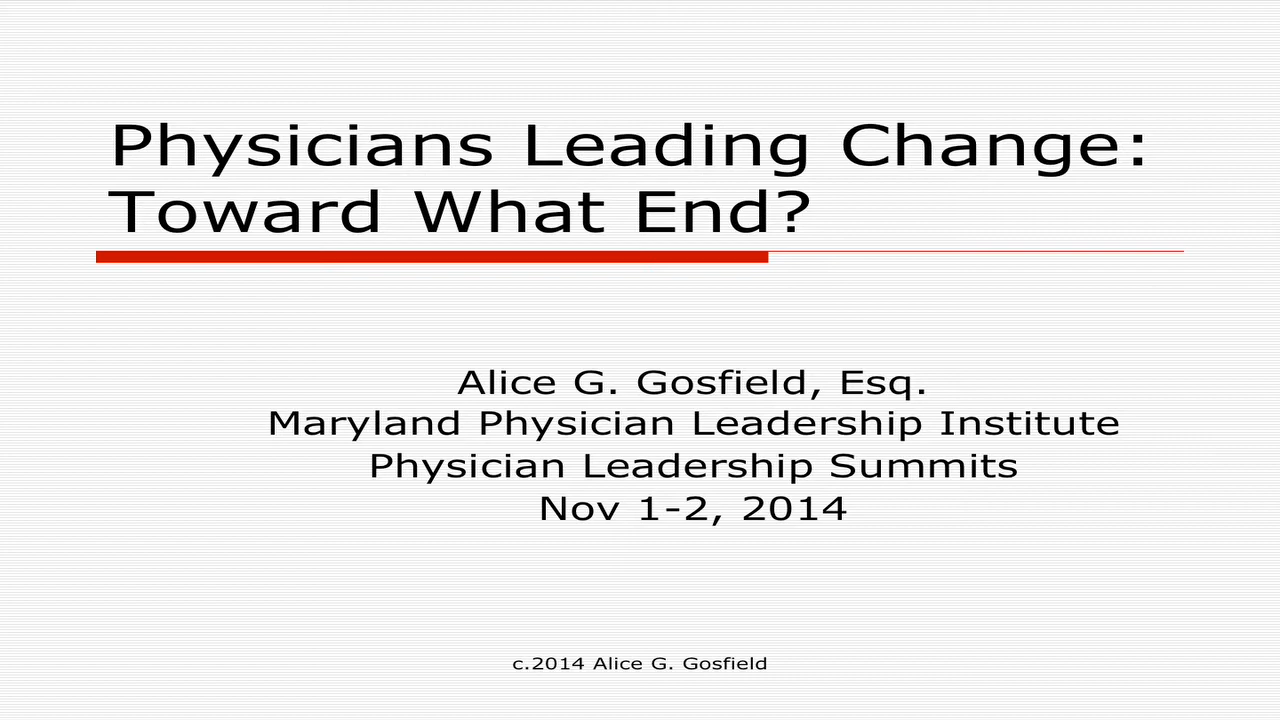 Physicians Leading Change:
Toward What End?
Alice G. Gosfield, Esq.
Maryland Physician Leadership Institute
Physician Leadership Summits
Nov 1-2, 2014
c.2014 Alice G. Gosfield